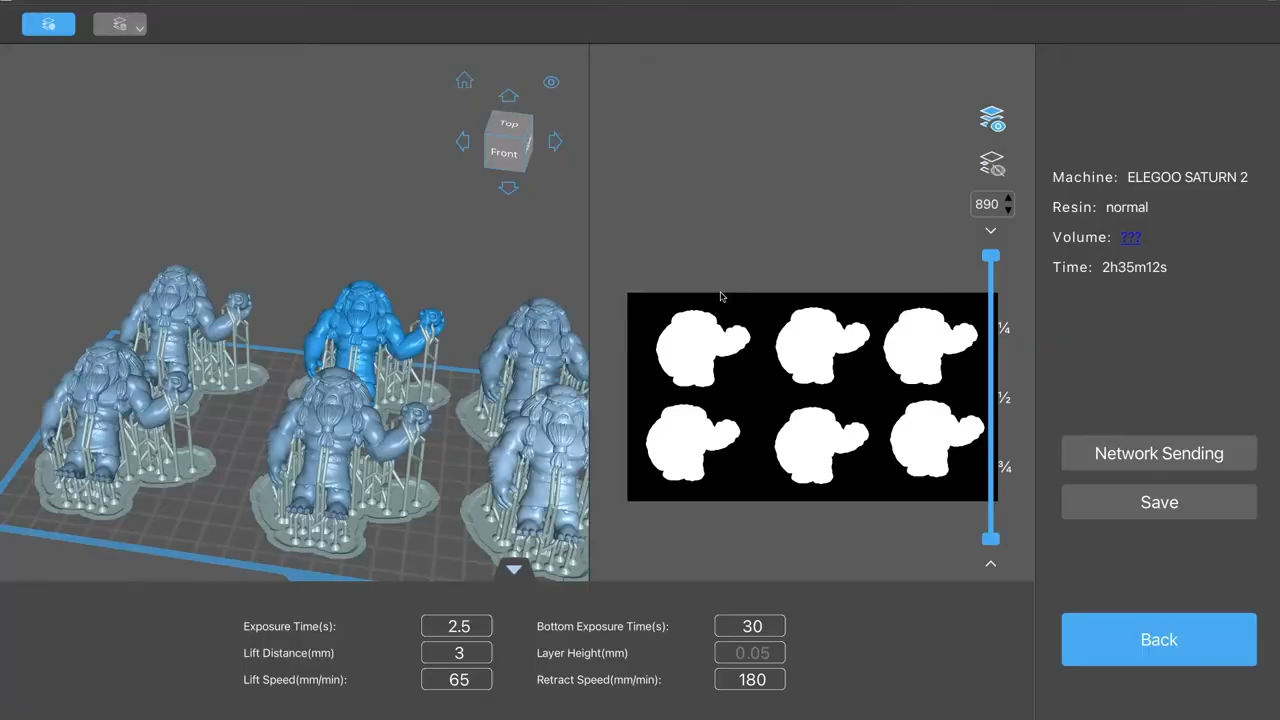 Top
Front
890
¼
½
¾
Machine: ELEGOO SATURN 2
Resin: normal
Volume: ???
Time: 2h35m12s
Network Sending
Save
Back
Exposure Time(s): 2.5 Bottom Exposure Time(s): 30
Lift Distance(mm) 3 Layer Height(mm) 0.05
Lift Speed(mm/min): 65 Retract Speed(mm/min): 180